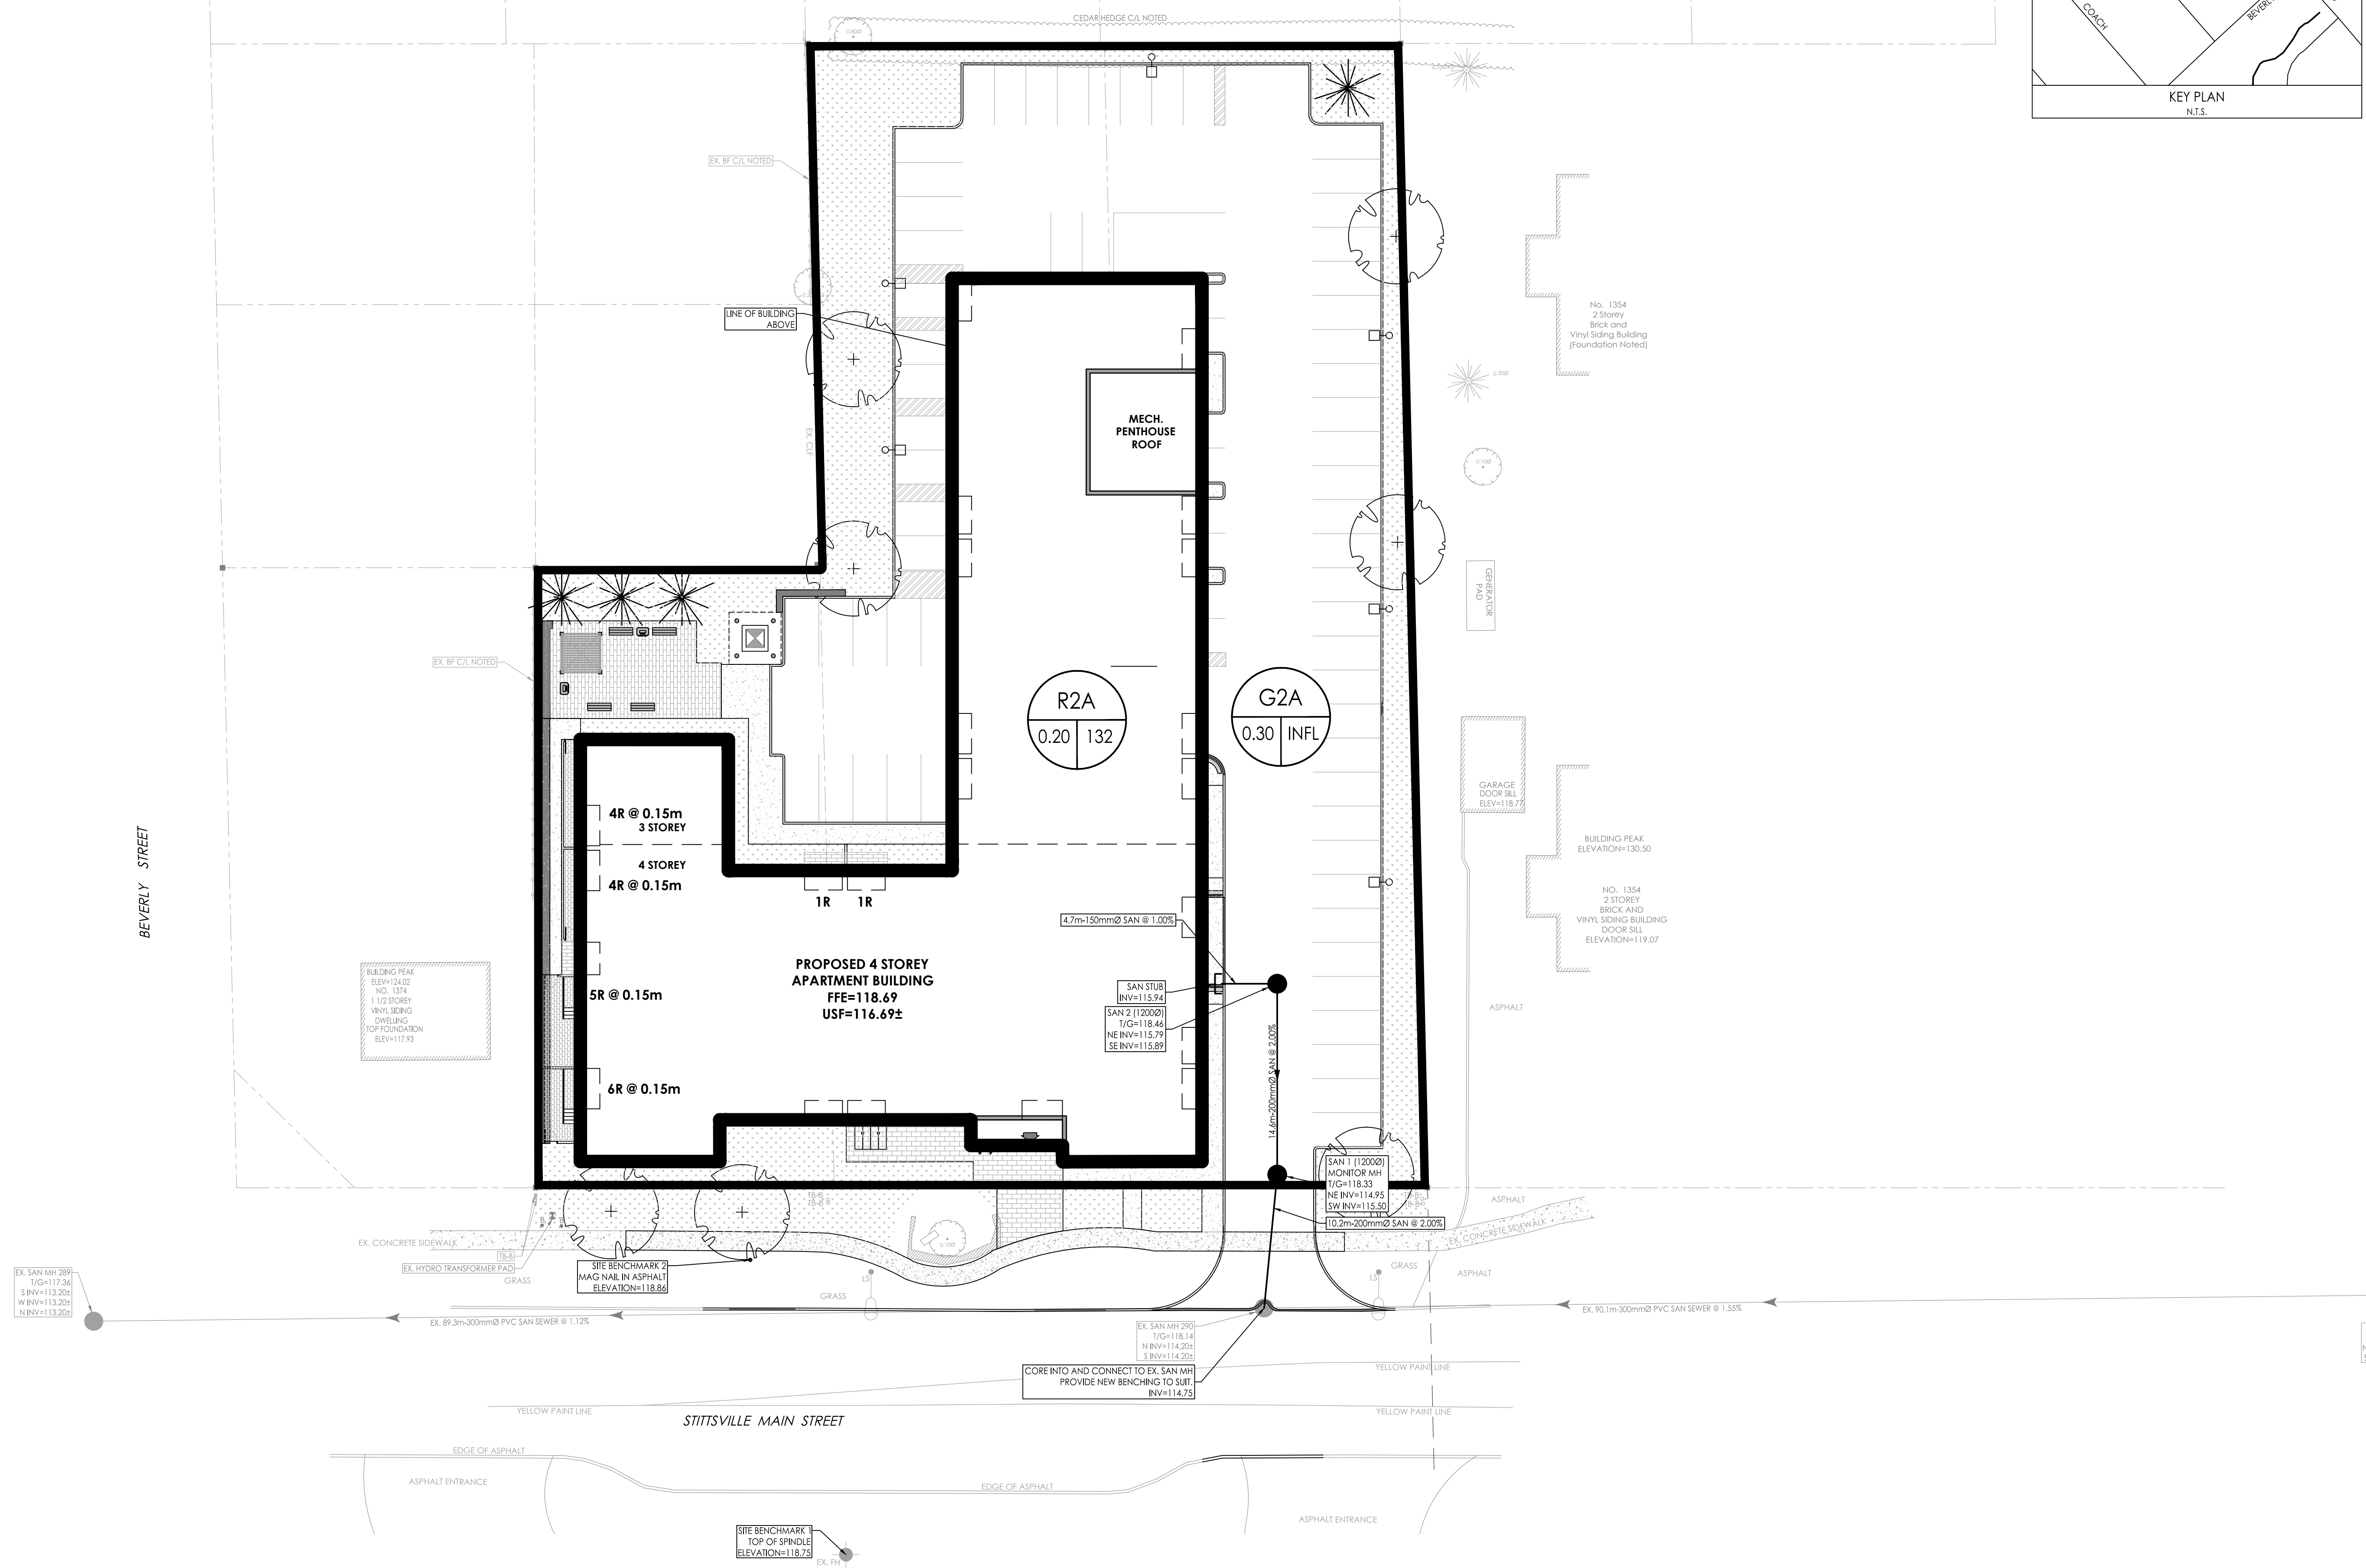 CEDAR HEDGE C/L NOTED
0.80Ø
COACH
KEY PLAN
N.T.S.
EX. BF C/L NOTED
LINE OF BUILDING
ABOVE
EX. CLF
No. 1354
2 Storey
Brick and
Vinyl Siding Building
(Foundation Noted)
0.30Ø
MECH.
PENTHOUSE
ROOF
0.10Ø
GENERATOR
PAD
EX. BF C/L NOTED
R2A
0.20 132
G2A
0.30 INFL
GARAGE
DOOR SILL
ELEV=118.77
4R @ 0.15m
3 STOREY
4 STOREY
4R @ 0.15m
1R 1R
BEVERLY STREET
BUILDING PEAK
ELEVATION=130.50
NO. 1354
2 STOREY
BRICK AND
VINYL SIDING BUILDING
DOOR SILL
ELEVATION=119.07
4.7m-150mmØ SAN @ 1.00%
PROPOSED 4 STOREY
APARTMENT BUILDING
FFE=118.69
USF=116.69±
5R @ 0.15m
6R @ 0.15m
BUILDING PEAK
ELEV=124.02
NO. 1374
1 1/2 STOREY
VINYL SIDING
DWELLING
TOP FOUNDATION
ELEV=117.93
SAN STUB
INV=115.94
SAN 2 (1200Ø)
T/G=118.46
NE INV=115.79
SE INV=115.89
14.6m-200mmØ SAN @ 2.00%
ASPHALT
SAN 1 (1200Ø)
MONITOR MH
T/G=118.33
NE INV=114.95
SW INV=115.50
10.2m-200mmØ SAN @ 2.00%
ASPHALT
EX. CONCRETE SIDEWALK
EX. CONCRETE SIDEWALK
TB-B
EX. HYDRO TRANSFORMER PAD
GRASS
0.10Ø
SITE BENCHMARK 2
MAG NAIL IN ASPHALT
ELEVATION=118.86
GRASS
LS
LS
GRASS
ASPHALT
EX. SAN MH 289
T/G=117.36
S INV=113.20±
W INV=113.20±
N INV=113.20±
EX. 89.3m-300mmØ PVC SAN SEWER @ 1.12%
EX. 90.1m-300mmØ PVC SAN SEWER @ 1.55%
EX. SAN MH 290
T/G=118.14
N INV=114.20±
S INV=114.20±
CORE INTO AND CONNECT TO EX. SAN MH
PROVIDE NEW BENCHING TO SUIT.
INV=114.75
YELLOW PAINT LINE
YELLOW PAINT LINE
YELLOW PAINT LINE
STITTSVILLE MAIN STREET
EDGE OF ASPHALT
ASPHALT ENTRANCE
EDGE OF ASPHALT
ASPHALT ENTRANCE
SITE BENCHMARK 1
TOP OF SPINDLE
ELEVATION=118.75
EX. FH